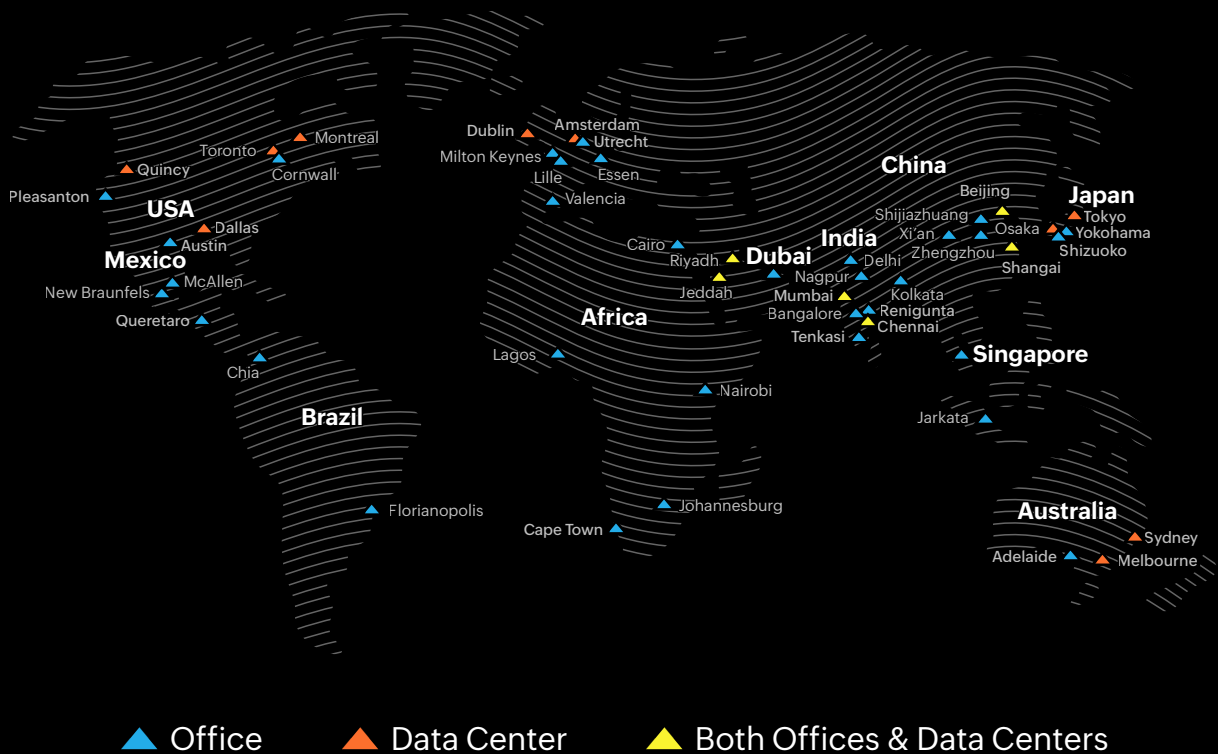 Montreal
Toronto
Cornwall
Quincy
Pleasanton
USA
Dallas
Austin
Mexico
McAllen
New Braunfels
Queretaro
Chia
Brazil
Florianopolis
Dublin
Amsterdam
Utrecht
Milton Keynes
Lille
Essen
Valencia
Cairo
Riyadh
Jeddah
Dubai
Africa
Lagos
Nairobi
Johannesburg
Cape Town
India
Delhi
Nagpur
Kolkata
Mumbai
Bangalore
Renigunta
Chennai
Tenkasi
China
Beijing
Shijiazhuang
Xi'an
Zhengzhou
Shangai
Japan
Tokyo
Osaka
Yokohama
Shizuoko
Singapore
Jarkata
Australia
Sydney
Adelaide
Melbourne
Office
Data Center
Both Offices & Data Centers